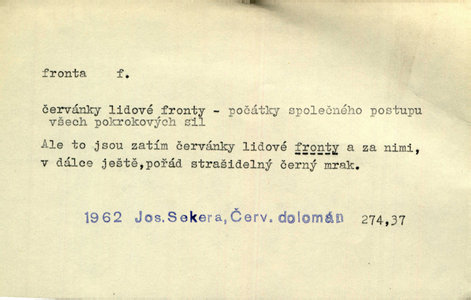 fronta f.
červánky lidové fronty - počátky společného postupu
všech pokrokových sil
Ale to jsou zatím červánky lidové fronty a za nimi,
v dálce ještě,pořád strašidelný černý mrak.
1962 Jos.Sekera,Červ.dolomán 274,37